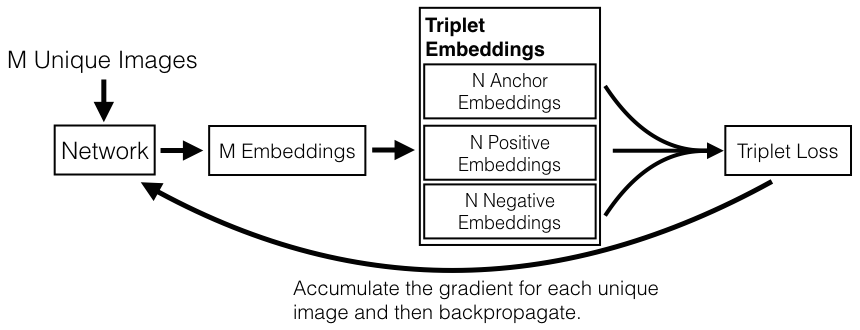 M Unique Images
Network
M Embeddings
Triplet
Embeddings
N Anchor
Embeddings
N Positive
Embeddings
N Negative
Embeddings
Triplet Loss
Accumulate the gradient for each unique
image and then backpropagate.